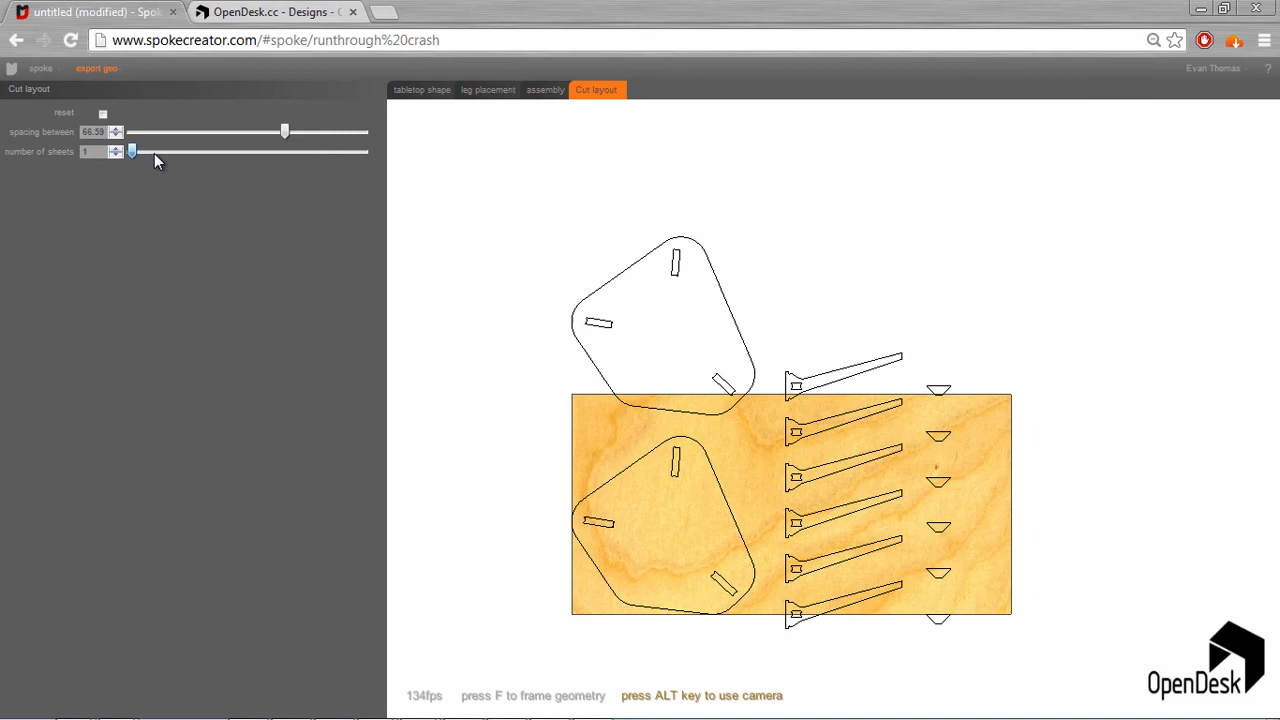 untitled (modified) - Spok
OpenDesk.cc - Designs - C
www.spokecreator.com/#spoke/runthrough%20crash
spoke
export geo
Evan Thomas
?
Cut layout
tabletop shape
leg placement
assembly
Cut layout
reset
spacing between
66.59
number of sheets
1
134fps
press F to frame geometry
press ALT key to use camera
OpenDesk